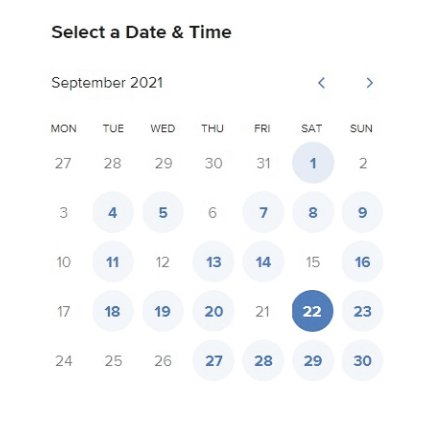 Select a Date & Time
September 2021
MON TUE WED THU FRI SAT SUN
27 28 29 30 31 1 2
3 4 5 6 7 8 9
10 11 12 13 14 15 16
17 18 19 20 21 22 23
24 25 26 27 28 29 30